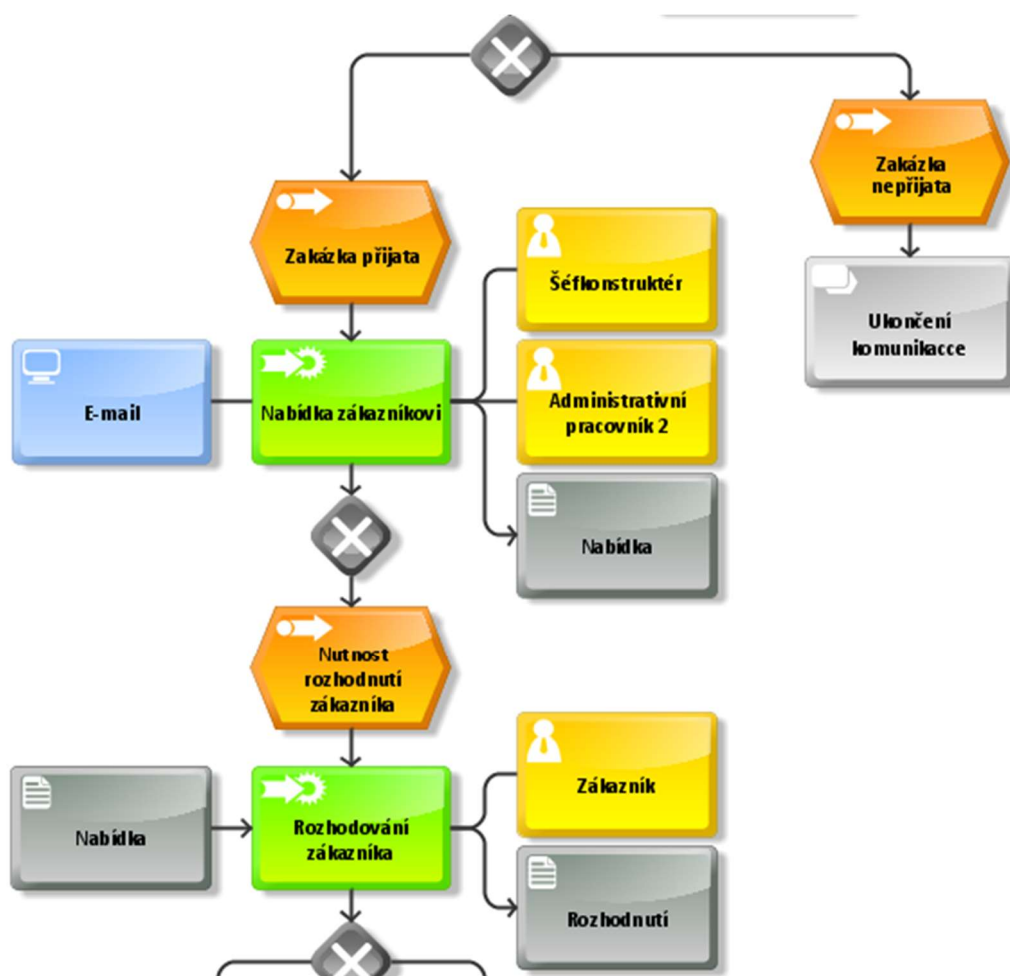 Zakázka
nepřijata
Zakázka přijata
Šéfkonstruktér
Ukončení
komunikacce
E-mail
Nabídka zákazníkovi
Administrativní
pracovník 2
Nabídka
Nutnost
rozhodnutí
zákazníka
Zákazník
Nabídka
Rozhodování
zákazníka
Rozhodnutí